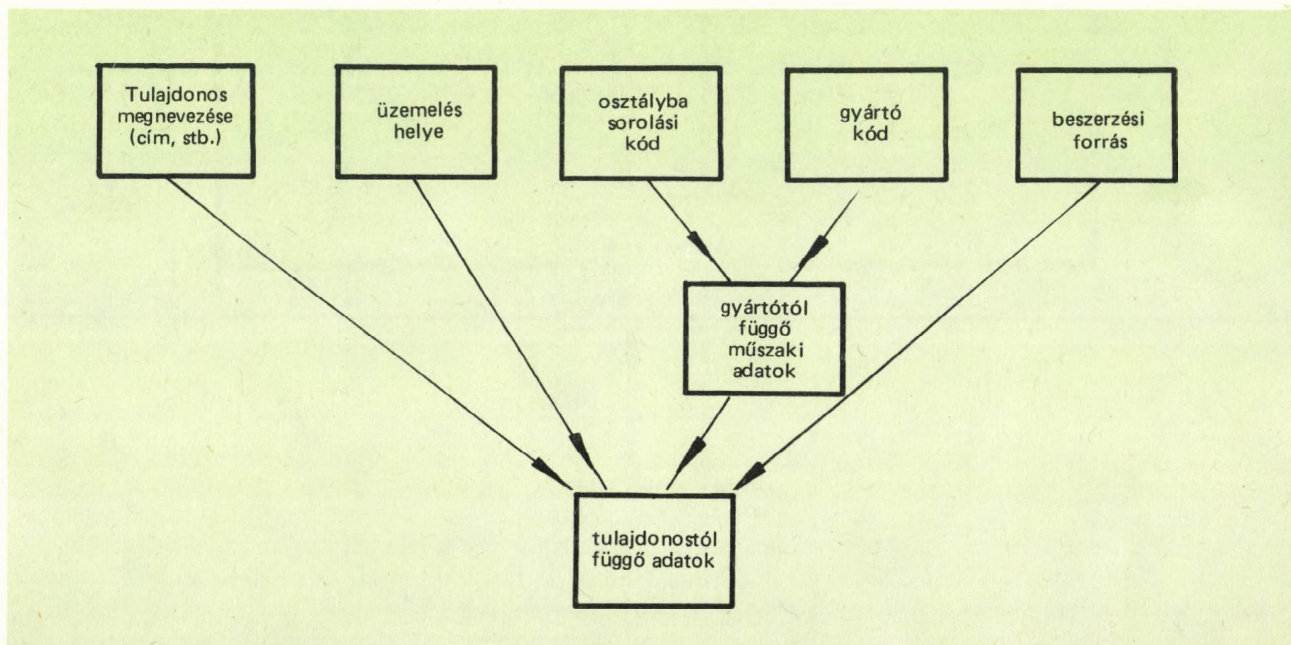 Tulajdonos
megnevezése
(cím, stb.)
üzemelés
helye
osztályba
sorolási
kód
gyártó
kód
beszerzési
forrás
gyártótól
függő
műszaki
adatok
tulajdonostól
függő adatok